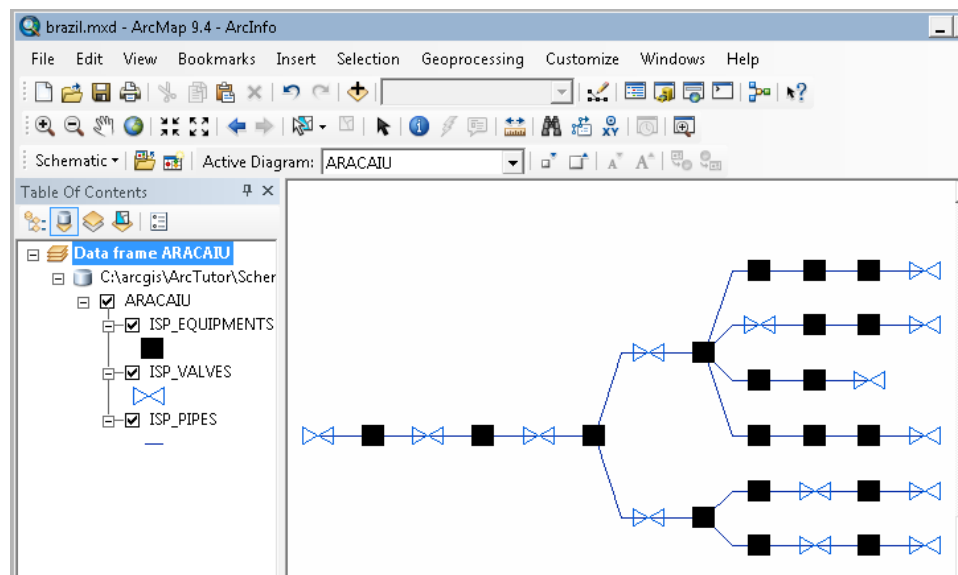 brazil.mxd - ArcMap 9.4 - ArcInfo
File Edit View Bookmarks Insert Selection Geoprocessing Customize Windows Help
Schematic Active Diagram: ARACAIU
Table Of Contents
Data frame ARACAIU
C:\arcgis\ArcTutor\Scher
ARACAIU
ISP_EQUIPMENTS
ISP_VALVES
ISP_PIPES